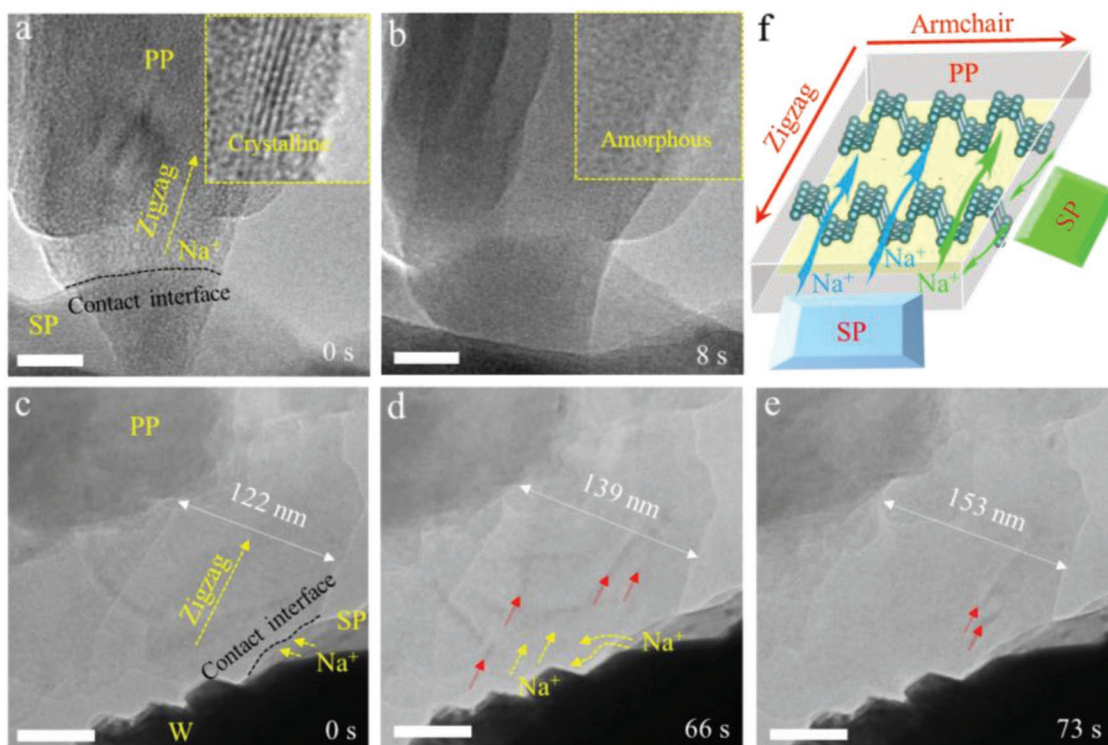 a
PP
Crystalline
Zigzag
Na⁺
Contact interface
SP
0 s
b
Amorphous
8 s
f
Armchair
PP
Zigzag
SP
Na⁺
Na⁺
Na⁺
SP
c
PP
122 nm
Zigzag
Contact interface
SP
Na⁺
W
0 s
d
139 nm
Na⁺
Na⁺
66 s
e
153 nm
73 s